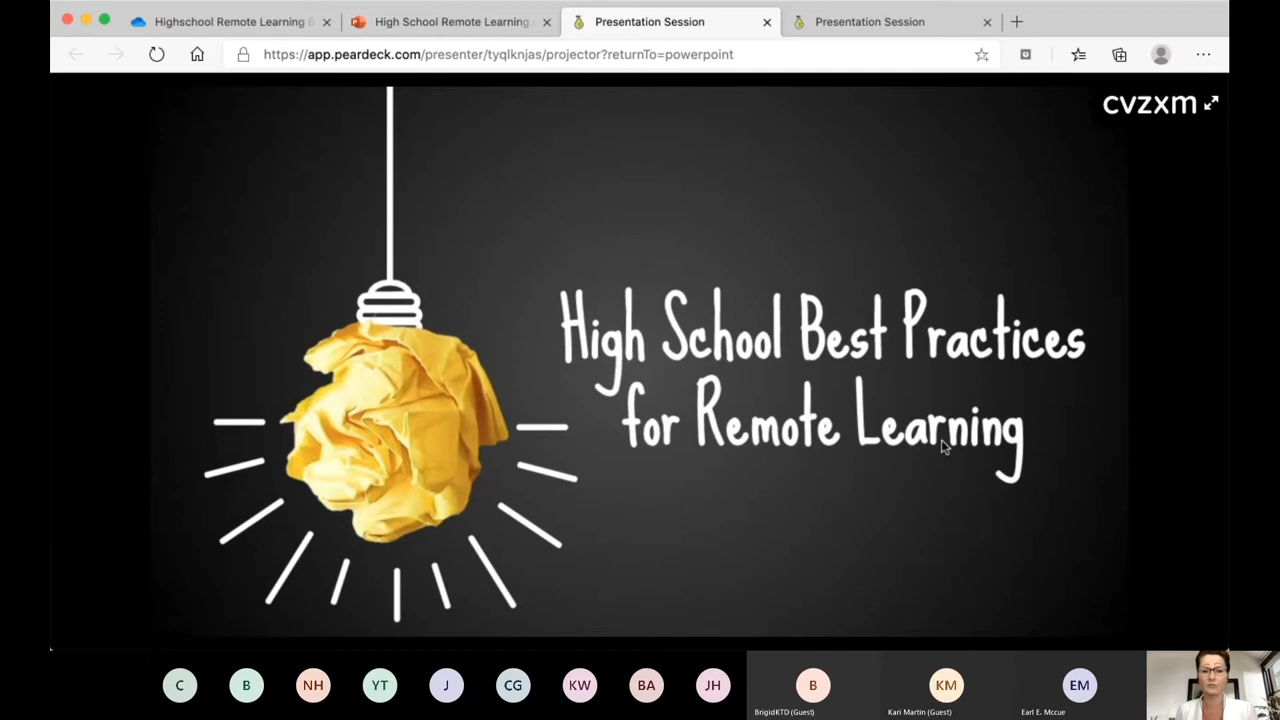 Highschool Remote Learning B
High School Remote Learning.
Presentation Session
Presentation Session
https://app.peardeck.com/presenter/tyqlknjas/projector?returnTo=powerpoint
cvzxm
High School Best Practices
for Remote Learning
C
B
NH
YT
J
CG
KW
BA
JH
B
KM
EM
BrigidKTD (Guest)
Kari Martin (Guest)
Earl E. Mccue